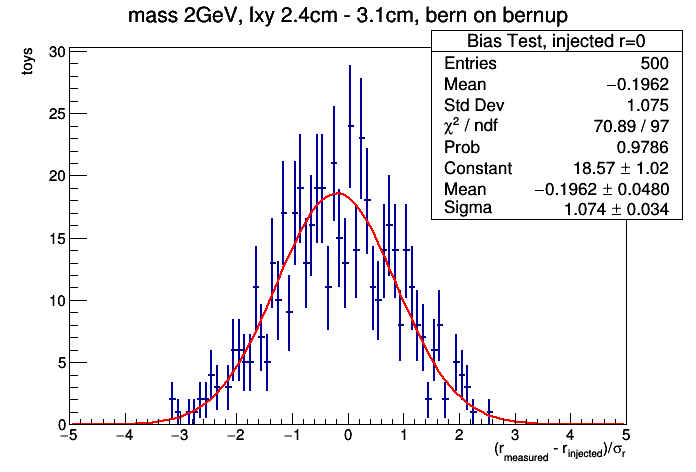 mass 2GeV, lxy 2.4cm - 3.1cm, bern on bernup
Bias Test, injected r=0
Entries 500
Mean −0.1962
Std Dev 1.075
χ² / ndf 70.89 / 97
Prob 0.9786
Constant 18.57 ± 1.02
Mean −0.1962 ± 0.0480
Sigma 1.074 ± 0.034
toys
30
25
20
15
10
5
0
−5 −4 −3 −2 −1 0 1 2 3 4 5
(r_measured - r_injected)/σ_r